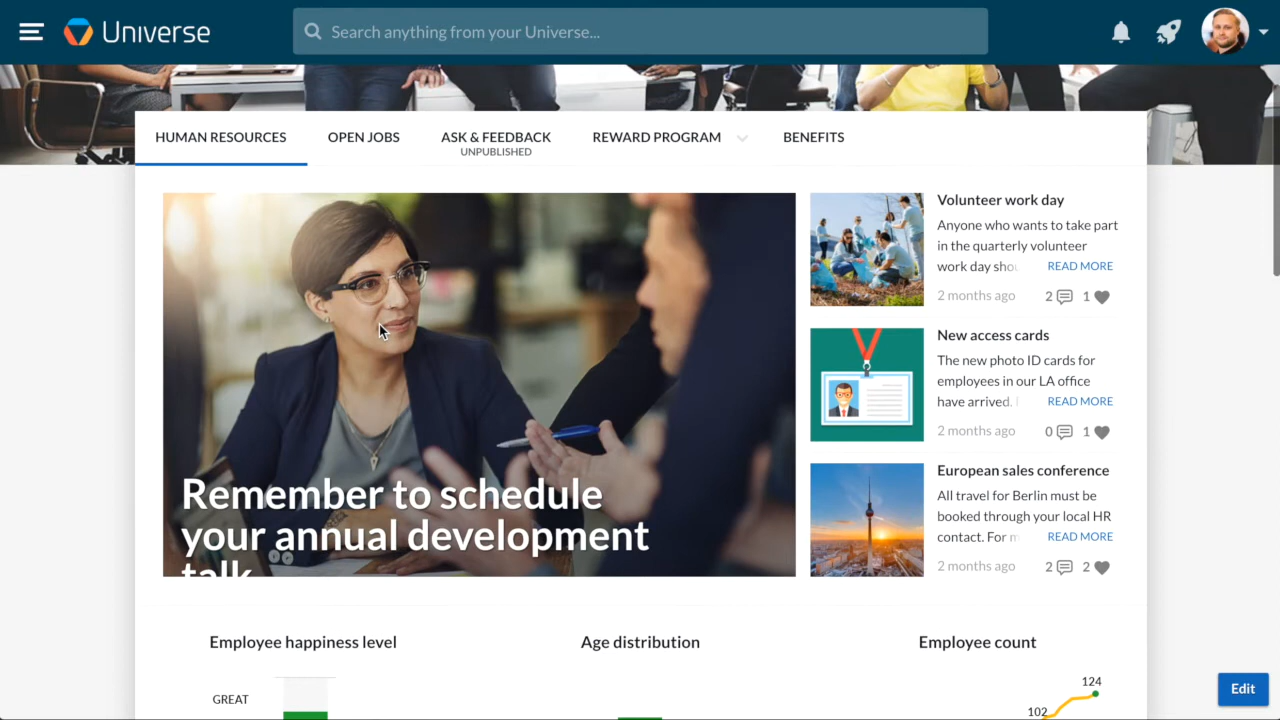 Universe
Search anything from your Universe...
HUMAN RESOURCES
OPEN JOBS
ASK & FEEDBACK
UNPUBLISHED
REWARD PROGRAM
BENEFITS
Remember to schedule
your annual development
talk
Volunteer work day
Anyone who wants to take part
in the quarterly volunteer
work day shou READ MORE
2 months ago 2 1
New access cards
The new photo ID cards for
employees in our LA office
have arrived. READ MORE
2 months ago 0 1
European sales conference
All travel for Berlin must be
booked through your local HR
contact. For m READ MORE
2 months ago 2 2
Employee happiness level
GREAT
Age distribution
Employee count
124
102
Edit